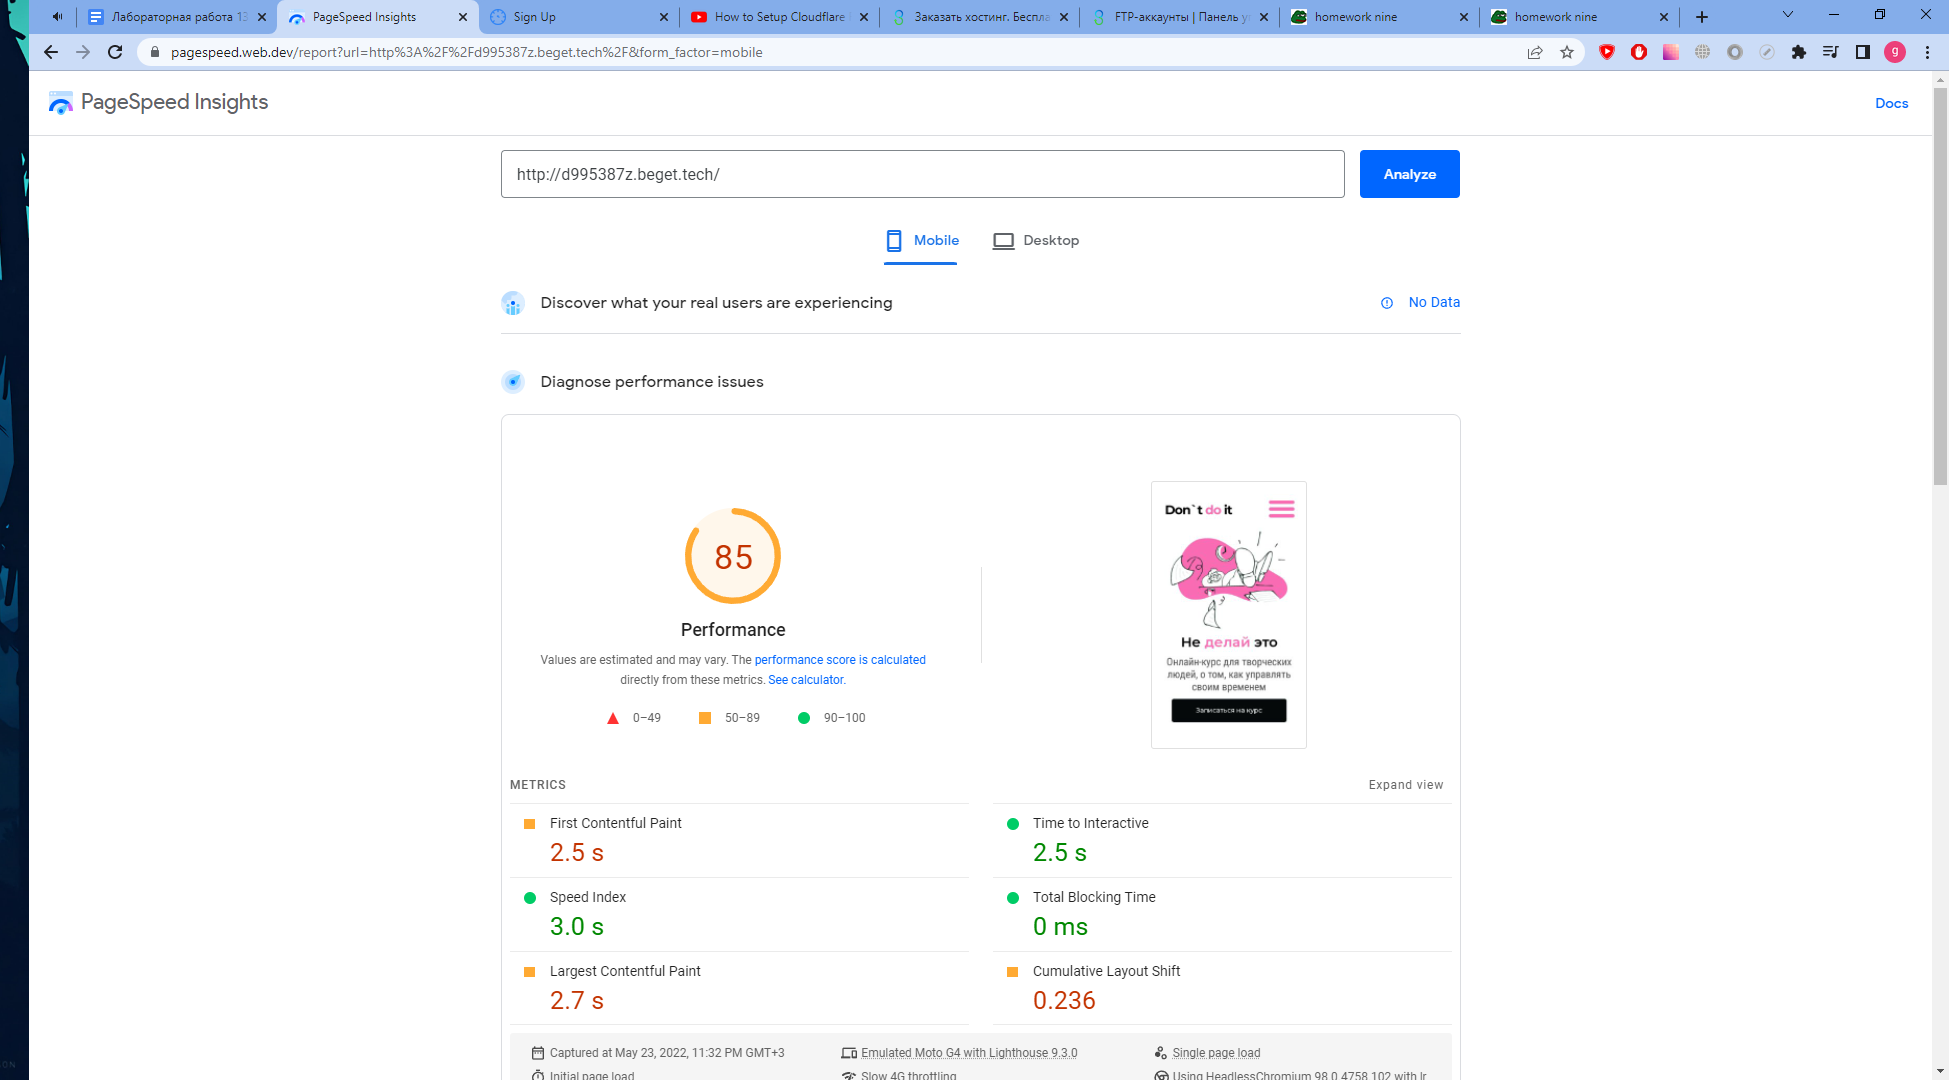 Лабораторная работа 13
PageSpeed Insights
Sign Up
How to Setup Cloudflare
Заказать хостинг. Беспла
FTP-аккаунты | Панель у
homework nine
homework nine
pagespeed.web.dev/report?url=http%3A%2F%2Fd995387z.beget.tech%2F&form_factor=mobile
g
PageSpeed Insights
Docs
http://d995387z.beget.tech/
Analyze
Mobile
Desktop
Discover what your real users are experiencing
No Data
Diagnose performance issues
85
Performance
Values are estimated and may vary. The performance score is calculated
directly from these metrics. See calculator.
0–49
50–89
90–100
Don`t do it
Не делай это
Онлайн-курс для творческих
людей, о том, как управлять
своим временем
Записаться на курс
METRICS
Expand view
First Contentful Paint
2.5 s
Time to Interactive
2.5 s
Speed Index
3.0 s
Total Blocking Time
0 ms
Largest Contentful Paint
2.7 s
Cumulative Layout Shift
0.236
Captured at May 23, 2022, 11:32 PM GMT+3
Emulated Moto G4 with Lighthouse 9.3.0
Single page load
Initial page load
Slow 4G throttling
Using HeadlessChromium 98.0.4758.102 with lr